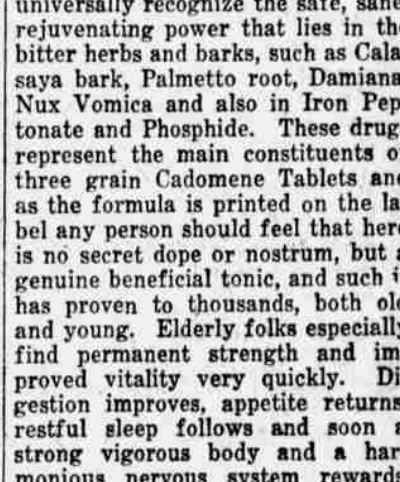 universally recognize the safe, sane
rejuvenating power that lies in th
bitter herbs and barks, such as Cala
saya bark, Palmetto root, Damiana
Nux Vomica and also in Iron Pep
tonate and Phosphide. These drug
represent the main constituents o
three grain Cadomene Tablets and
as the formula is printed on the la
bel any person should feel that here
is no secret dope or nostrum, but a
genuine beneficial tonic, and such i
has proven to thousands, both old
and young. Elderly folks especially
find permanent strength and im
proved vitality very quickly. Di
gestion improves, appetite returns
restful sleep follows and soon a
strong vigorous body and a har
monious nervous system rewards